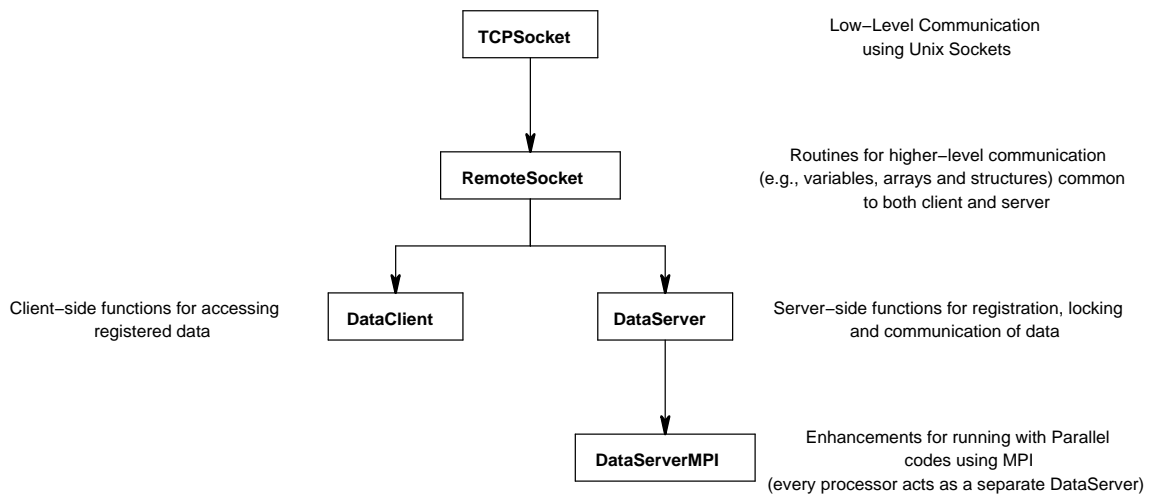 TCPSocket
Low−Level Communication
using Unix Sockets
RemoteSocket
Routines for higher−level communication
(e.g., variables, arrays and structures) common
to both client and server
Client−side functions for accessing
registered data
DataClient
DataServer
Server−side functions for registration, locking
and communication of data
DataServerMPI
Enhancements for running with Parallel
codes using MPI
(every processor acts as a separate DataServer)